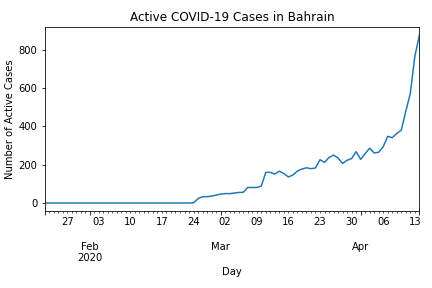 Active COVID-19 Cases in Bahrain
Number of Active Cases
800
600
400
200
0
27 03 10 17 24 02 09 16 23 30 06 13
Feb Mar Apr
2020
Day